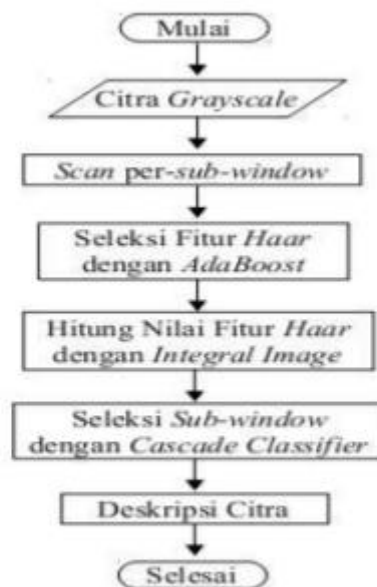 Mulai
Citra Grayscale
Scan per-sub-window
Seleksi Fitur Haar
dengan AdaBoost
Hitung Nilai Fitur Haar
dengan Integral Image
Seleksi Sub-window
dengan Cascade Classifier
Deskripsi Citra
Selesai